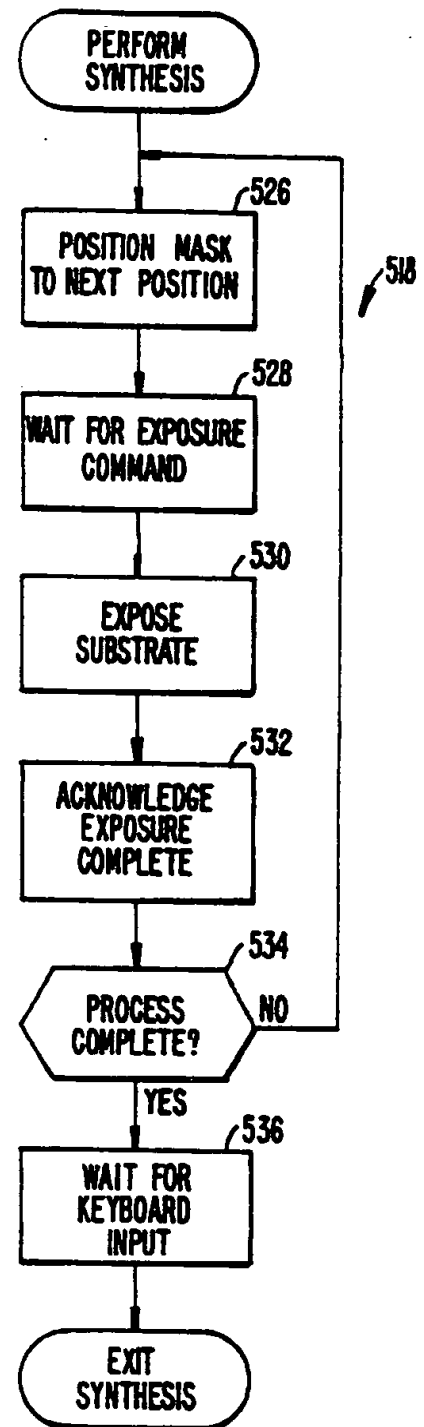 PERFORM
SYNTHESIS
526
POSITION MASK
TO NEXT POSITION
518
528
WAIT FOR EXPOSURE
COMMAND
530
EXPOSE
SUBSTRATE
532
ACKNOWLEDGE
EXPOSURE
COMPLETE
534
PROCESS
COMPLETE?
NO
YES
536
WAIT FOR
KEYBOARD
INPUT
EXIT
SYNTHESIS